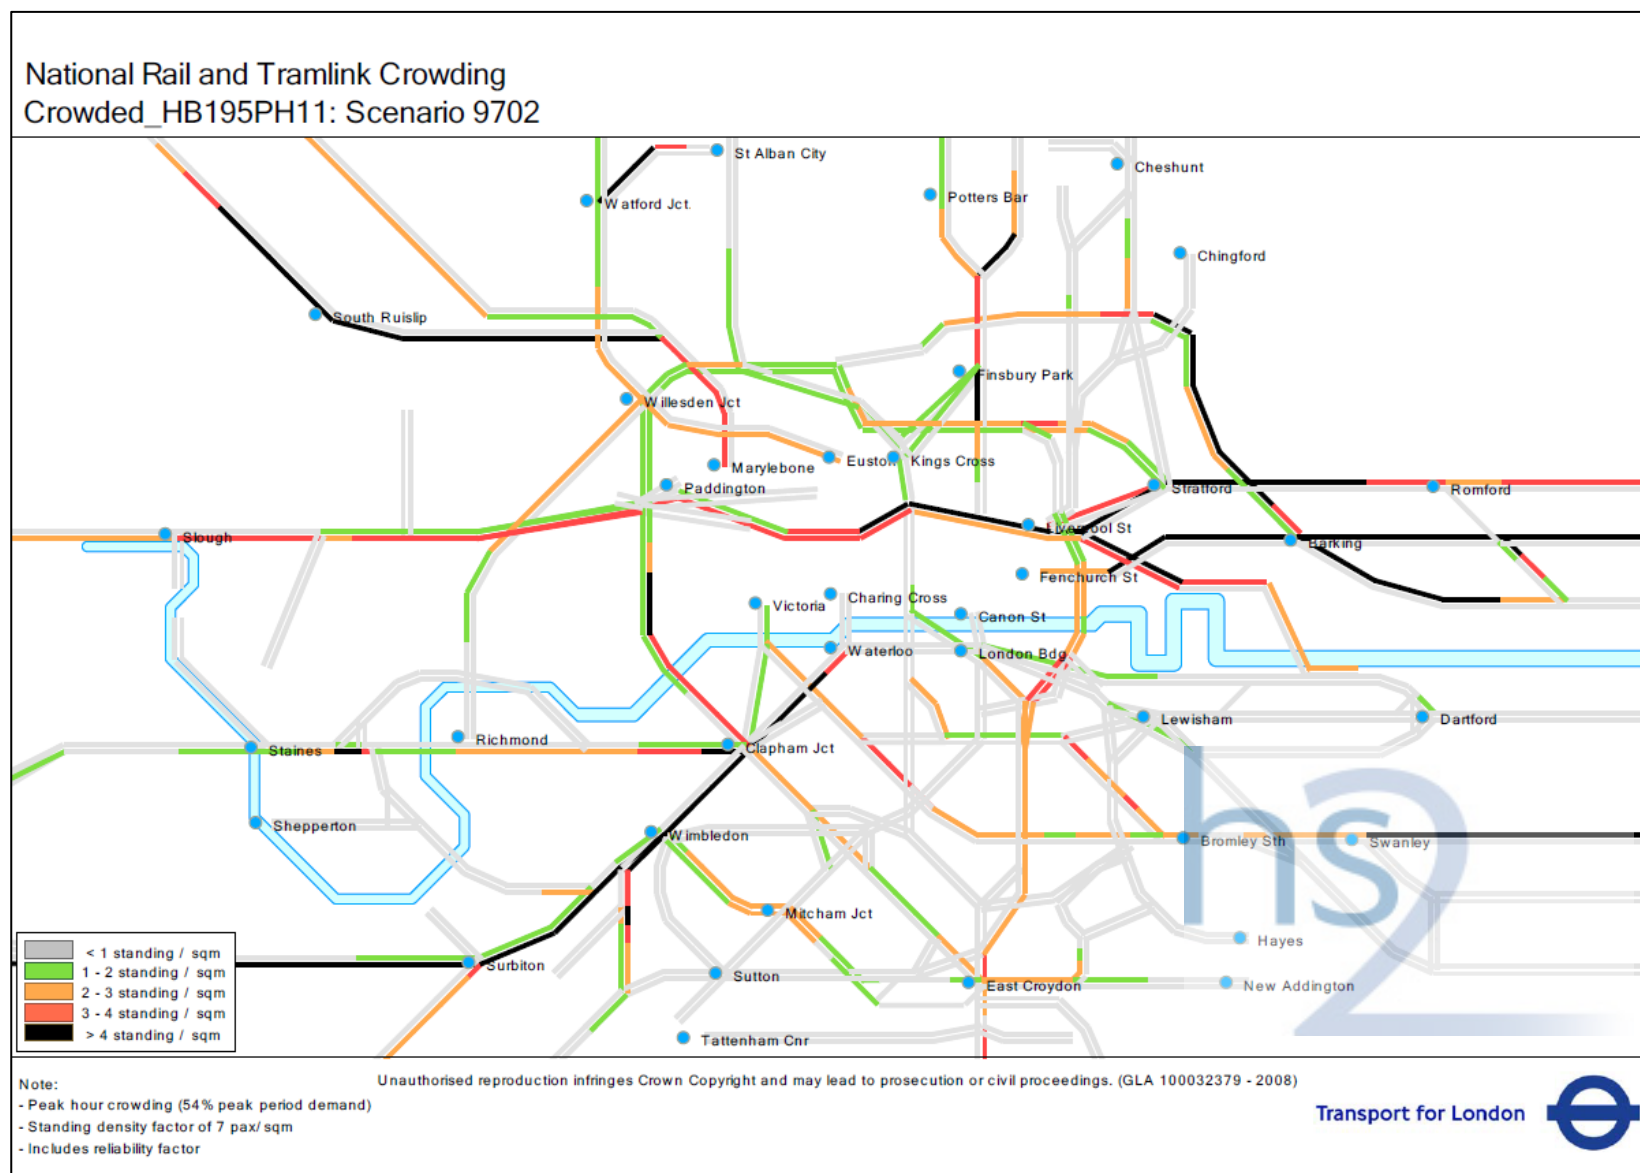 National Rail and Tramlink Crowding
Crowded_HB195PH11: Scenario 9702
St Alban City
Cheshunt
Watford Jct.
Potters Bar
Chingford
South Ruislip
Finsbury Park
Willesden Jct
Marylebone
Euston
Kings Cross
Paddington
Stratford
Romford
Slough
Liverpool St
Barking
Fenchurch St
Victoria
Charing Cross
Canon St
Waterloo
London Bdg
Lewisham
Dartford
Richmond
Staines
Clapham Jct
Shepperton
Wimbledon
Bromley Sth
Swanley
hs2
Mitcham Jct
Hayes
Surbiton
Sutton
East Croydon
New Addington
Tattenham Cnr
< 1 standing / sqm
1 - 2 standing / sqm
2 - 3 standing / sqm
3 - 4 standing / sqm
> 4 standing / sqm
Note:
- Peak hour crowding (54% peak period demand)
- Standing density factor of 7 pax/sqm
- Includes reliability factor
Unauthorised reproduction infringes Crown Copyright and may lead to prosecution or civil proceedings. (GLA 100032379 - 2008)
Transport for London